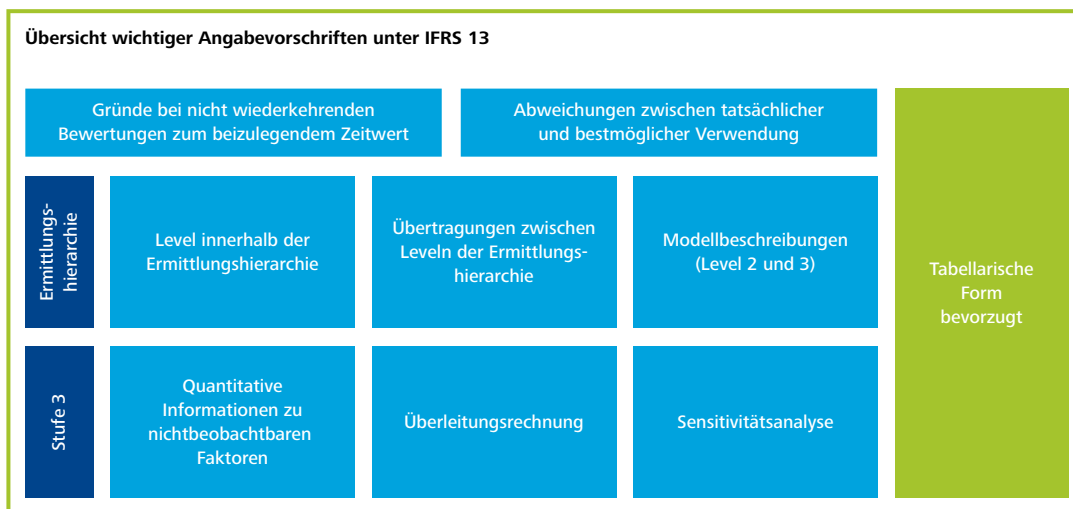 Übersicht wichtiger Angabevorschriften unter IFRS 13
Gründe bei nicht wiederkehrenden
Bewertungen zum beizulegendem Zeitwert
Abweichungen zwischen tatsächlicher
und bestmöglicher Verwendung
Ermittlungs-
hierarchie
Level innerhalb der
Ermittlungshierarchie
Übertragungen zwischen
Leveln der Ermittlungs-
hierarchie
Modellbeschreibungen
(Level 2 und 3)
Tabellarische
Form
bevorzugt
Stufe 3
Quantitative
Informationen zu
nichtbeobachtbaren
Faktoren
Überleitungsrechnung
Sensitivitätsanalyse